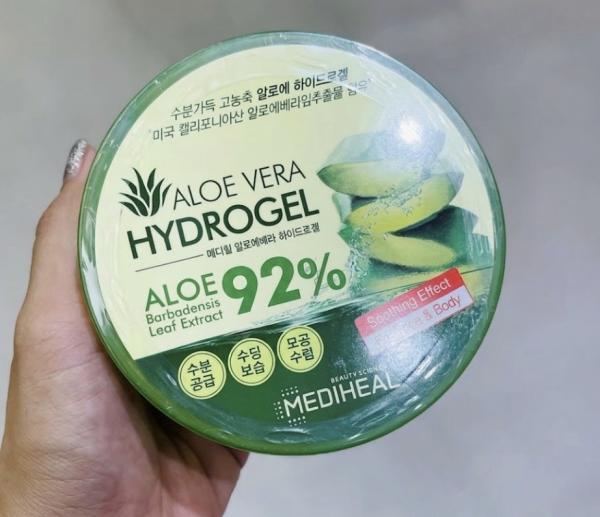 수분가득 고농축 알로에 하이드로겔
미국 캘리포니아산 알로에베라잎추출물 함유
ALOE VERA
HYDROGEL
메디힐 알로에베라 하이드로겔
ALOE
Barbadensis
Leaf Extract
92%
Soothing Effect
& Body
수분
공급
수딩
보습
모공
수렴
BEAUTY SCIENCE
MEDIHEAL